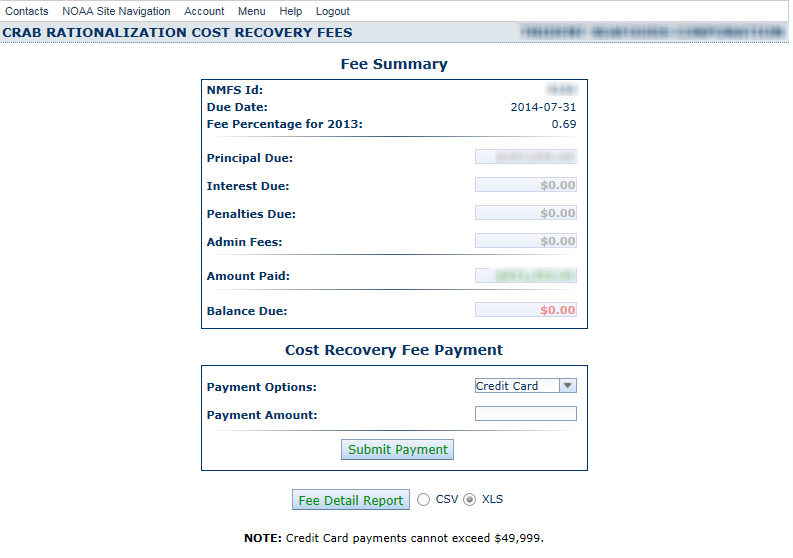 Contacts NOAA Site Navigation Account Menu Help Logout
CRAB RATIONALIZATION COST RECOVERY FEES
Fee Summary
NMFS Id:
Due Date: 2014-07-31
Fee Percentage for 2013: 0.69
Principal Due:
Interest Due: $0.00
Penalties Due: $0.00
Admin Fees: $0.00
Amount Paid:
Balance Due: $0.00
Cost Recovery Fee Payment
Payment Options: Credit Card
Payment Amount:
Submit Payment
Fee Detail Report CSV XLS
NOTE: Credit Card payments cannot exceed $49,999.